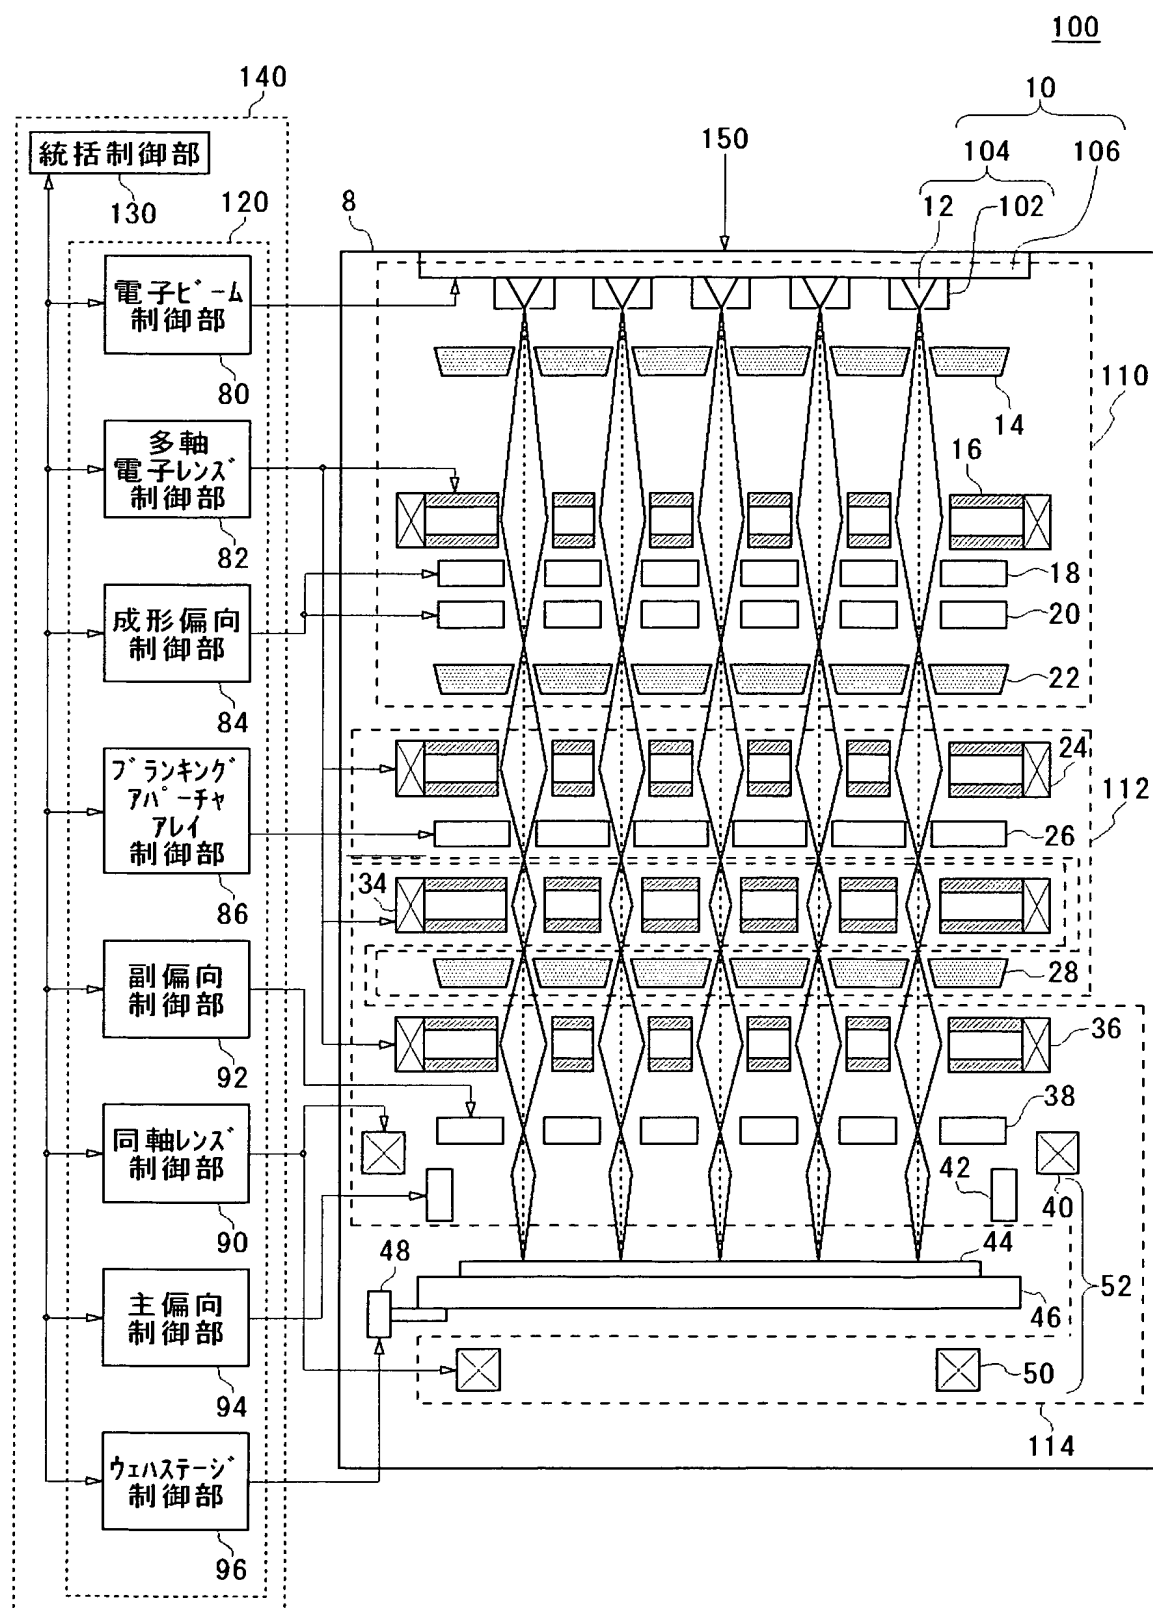 100
140
統括制御部
130
120
電子ビーム
制御部
80
多軸
電子レンズ
制御部
82
成形偏向
制御部
84
ブランキング
アパーチャ
アレイ
制御部
86
副偏向
制御部
92
同軸レンズ
制御部
90
主偏向
制御部
94
ウェハステージ
制御部
96
10
150
104
106
8
12
102
14
110
16
18
20
22
24
112
26
34
28
36
38
42
40
44
48
46
52
50
114